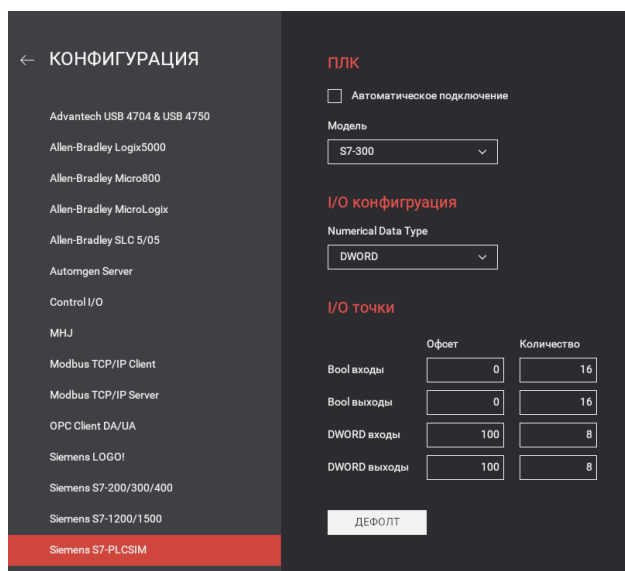 ← КОНФИГУРАЦИЯ
Advantech USB 4704 & USB 4750
Allen-Bradley Logix5000
Allen-Bradley Micro800
Allen-Bradley MicroLogix
Allen-Bradley SLC 5/05
Automgen Server
Control I/O
MHJ
Modbus TCP/IP Client
Modbus TCP/IP Server
OPC Client DA/UA
Siemens LOGO!
Siemens S7-200/300/400
Siemens S7-1200/1500
Siemens S7-PLCSIM
ПЛК
Автоматическое подключение
Модель
S7-300
I/O конфигруация
Numerical Data Type
DWORD
I/O точки
Офсет Количество
Bool входы 0 16
Bool выходы 0 16
DWORD входы 100 8
DWORD выходы 100 8
ДЕФОЛТ